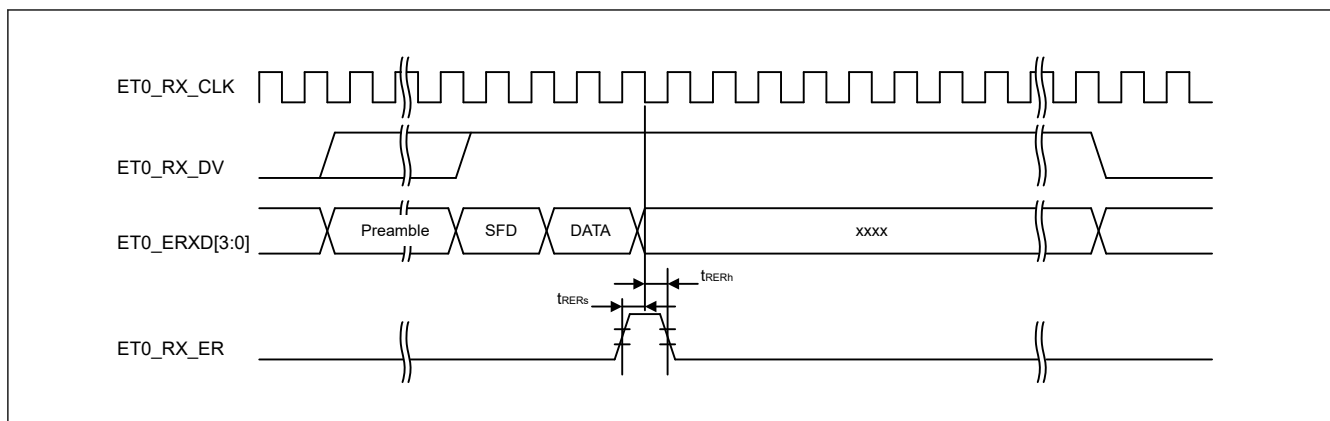 ET0_RX_CLK
ET0_RX_DV
ET0_ERXD[3:0]
Preamble SFD DATA xxxx
tRERs
tRERh
ET0_RX_ER